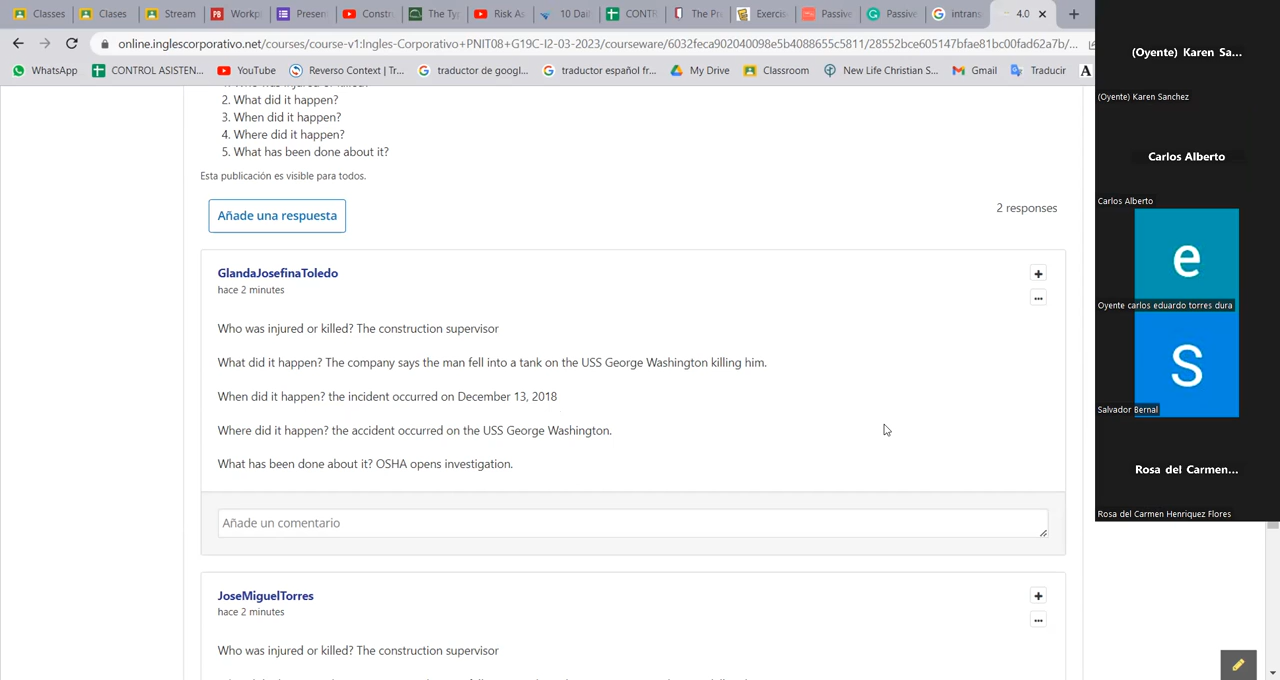 Classes
Clases
Stream
Workp
Presen
Constr
The Ty
Risk As
10 Dail
CONTR
The Pr
Exercis
Passive
Passive
intrans
4.0
online.inglescorporativo.net/courses/course-v1:Ingles-Corporativo+PNIT08+G19C-I2-03-2023/courseware/6032feca902040098e5b4088655c5811/28552bce605147bfae81bc00fad62a7b/...
WhatsApp
CONTROL ASISTEN...
YouTube
Reverso Context | Tr...
traductor de googl...
traductor español fr...
My Drive
Classroom
New Life Christian S...
Gmail
Traducir
A
2. What did it happen?
3. When did it happen?
4. Where did it happen?
5. What has been done about it?
Esta publicación es visible para todos.
Añade una respuesta
2 responses
GlandaJosefinaToledo
hace 2 minutes
Who was injured or killed? The construction supervisor
What did it happen? The company says the man fell into a tank on the USS George Washington killing him.
When did it happen? the incident occurred on December 13, 2018
Where did it happen? the accident occurred on the USS George Washington.
What has been done about it? OSHA opens investigation.
Añade un comentario
JoseMiguelTorres
hace 2 minutes
Who was injured or killed? The construction supervisor
(Oyente) Karen Sa...
(Oyente) Karen Sanchez
Carlos Alberto
Carlos Alberto
e
Oyente carlos eduardo torres dura
S
Salvador Bernal
Rosa del Carmen...
Rosa del Carmen Henriquez Flores